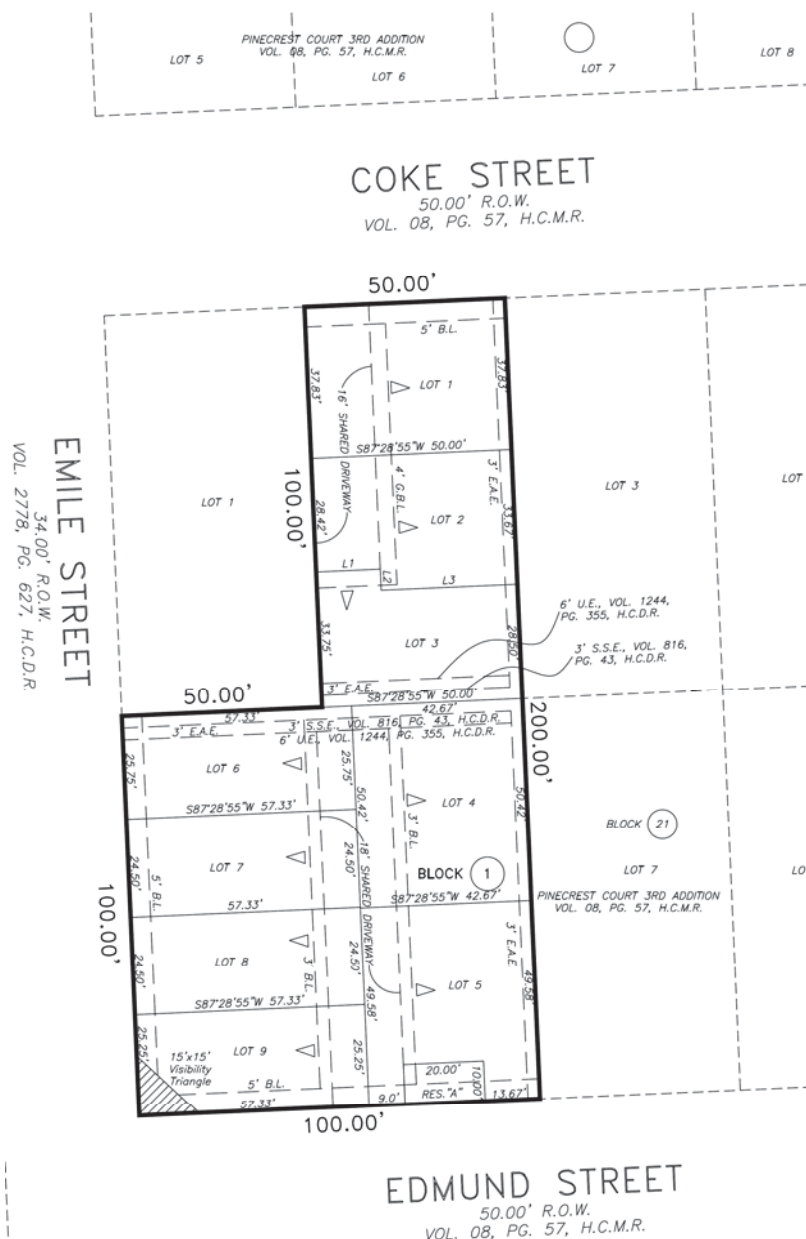 PINECREST COURT 3RD ADDITION
VOL. 08, PG. 57, H.C.M.R.
LOT 5
LOT 6
LOT 7
LOT 8
COKE STREET
50.00' R.O.W.
VOL. 08, PG. 57, H.C.M.R.
50.00'
5' B.L.
37.83'
16' SHARED DRIVEWAY
LOT 1
37.83'
S87°28'55"W 50.00'
EMILE STREET
34.00' R.O.W.
VOL. 2778, PG. 627, H.C.D.R.
LOT 1
100.00'
28.42'
4' G.B.L.
LOT 2
3' E.A.E.
33.67'
LOT 3
LOT
L1
L2
L3
33.75'
LOT 3
28.50'
6' U.E., VOL. 1244,
PG. 355, H.C.D.R.
3' S.S.E., VOL. 816,
PG. 43, H.C.D.R.
3' E.A.E.
S87°28'55"W 50.00'
50.00'
57.33'
42.67'
3' E.A.E.
3' S.S.E., VOL. 816, PG. 43, H.C.D.R.
6' U.E., VOL. 1244, PG. 355, H.C.D.R.
200.00'
25.75'
LOT 6
25.75'
50.42'
LOT 4
50.42'
S87°28'55"W 57.33'
3' B.L.
BLOCK 21
24.50'
LOT 7
24.50'
18' SHARED DRIVEWAY
BLOCK 1
LOT 7
LO
5' B.L.
PINECREST COURT 3RD ADDITION
VOL. 08, PG. 57, H.C.M.R.
57.33'
S87°28'55"W 42.67'
100.00'
24.50'
LOT 8
3' B.L.
24.50'
3' E.A.E
S87°28'55"W 57.33'
49.58'
LOT 5
49.58'
25.25'
LOT 9
25.25'
15'x15'
Visibility
Triangle
5' B.L.
20.00'
10.00'
57.33'
9.0'
RES. "A"
13.67'
100.00'
EDMUND STREET
50.00' R.O.W.
VOL. 08, PG. 57, H.C.M.R.